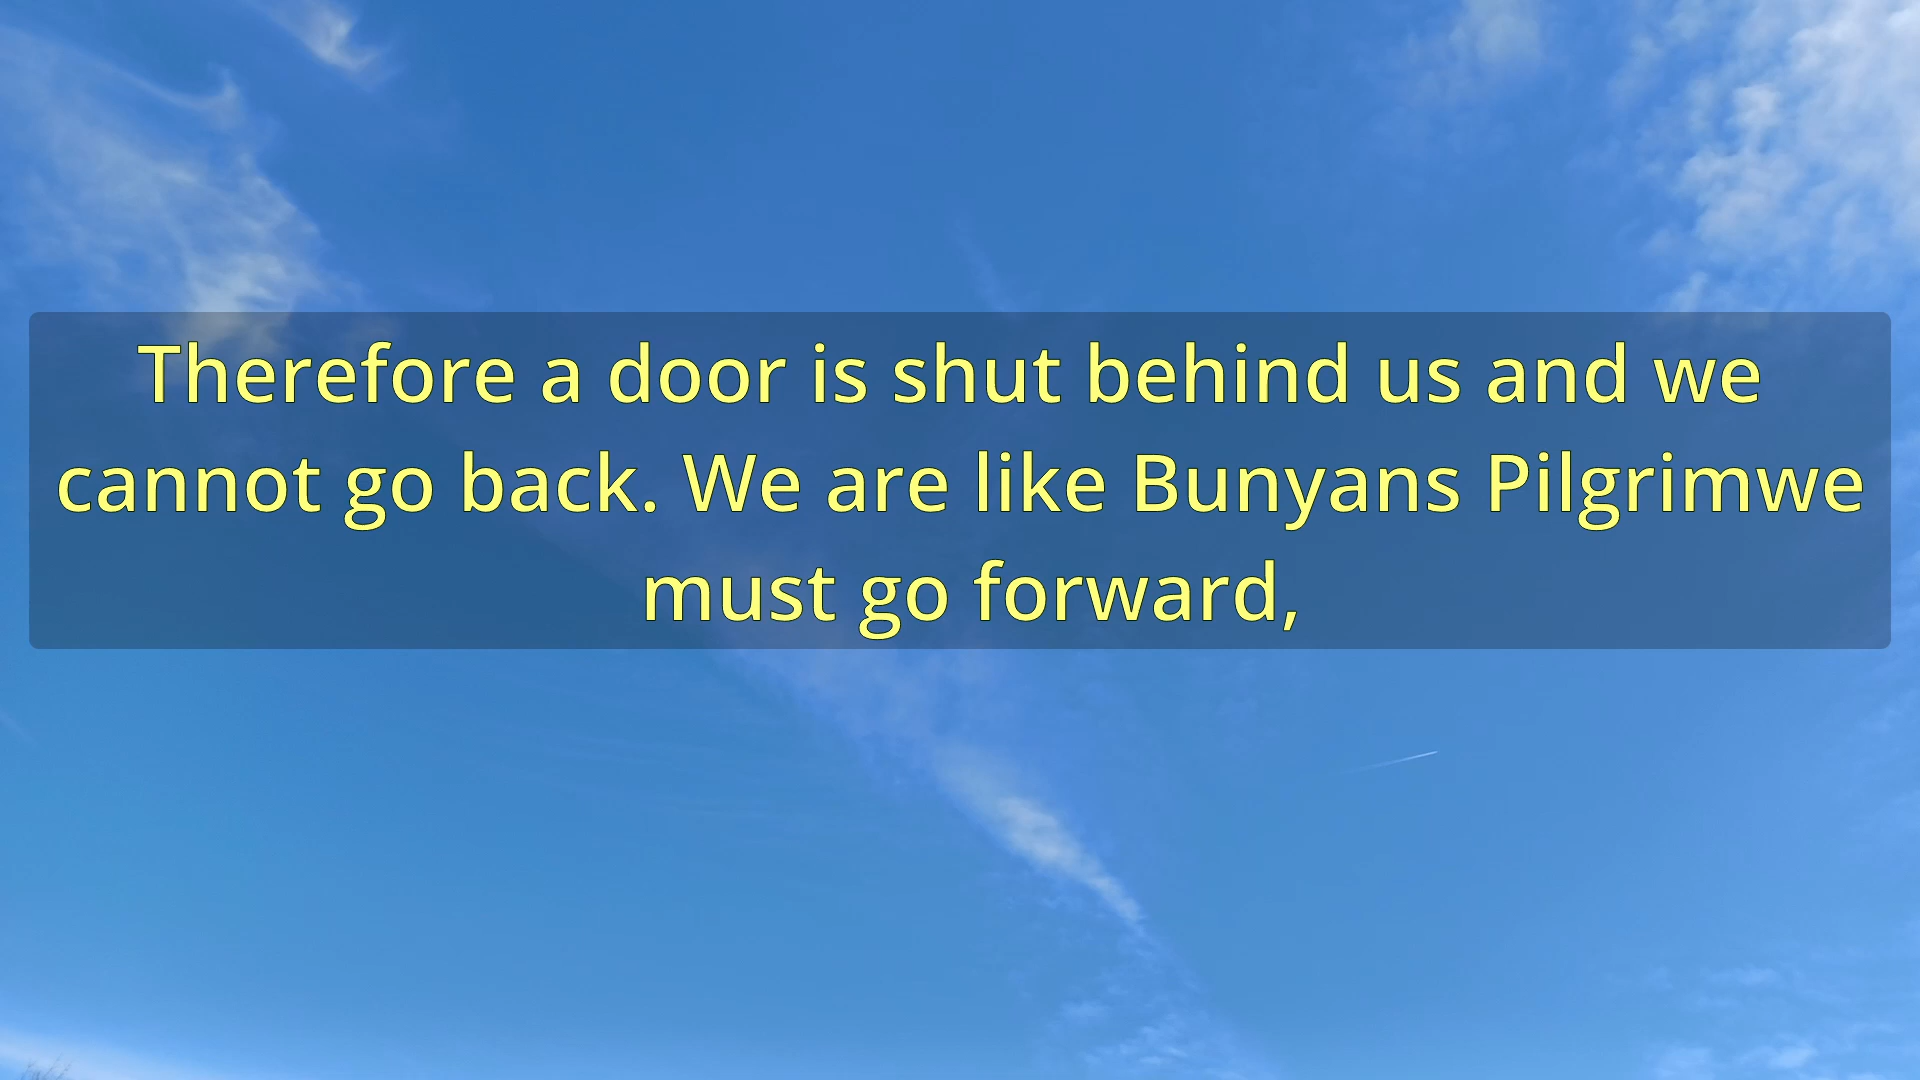 Therefore a door is shut behind us and we
cannot go back. We are like Bunyans Pilgrimwe
must go forward,